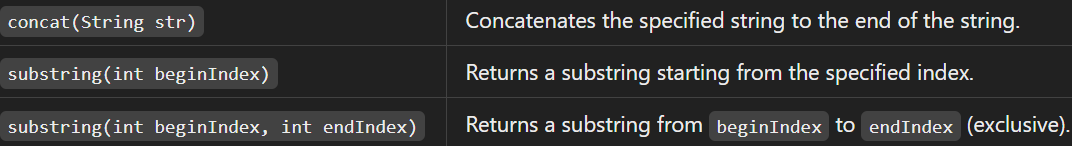 concat(String str) Concatenates the specified string to the end of the string.
substring(int beginIndex) Returns a substring starting from the specified index.
substring(int beginIndex, int endIndex) Returns a substring from beginIndex to endIndex (exclusive).